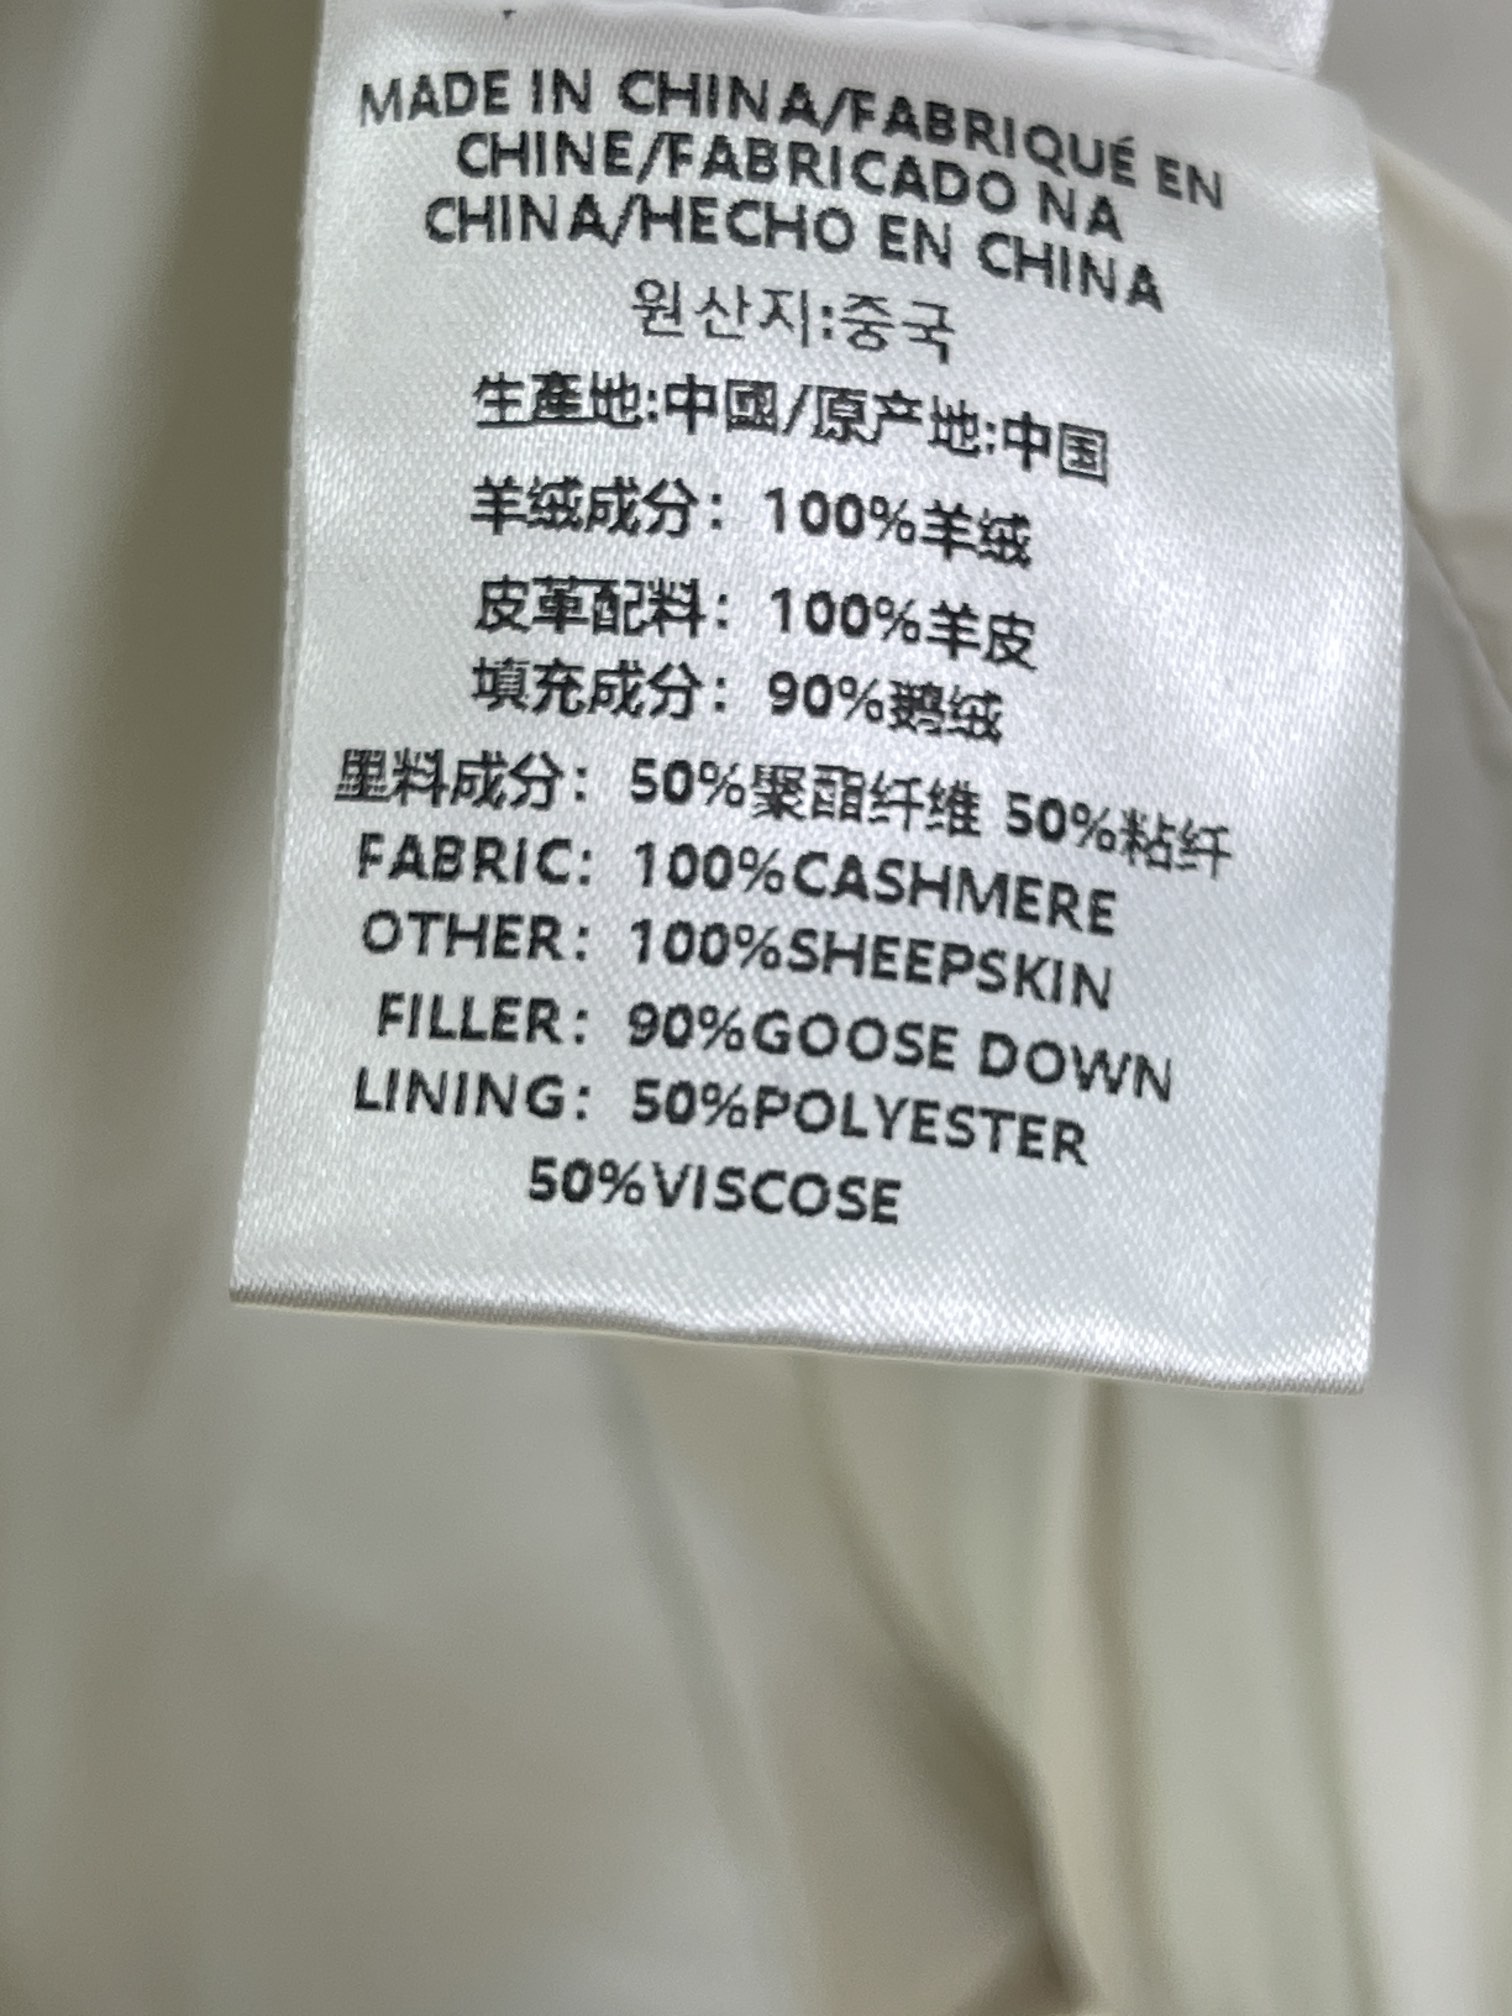 MADE IN CHINA/FABRIQUÉ EN
CHINE/FABRICADO NA
CHINA/HECHO EN CHINA
원산지:중국
生產地:中國/原产地:中国
羊绒成分：100%羊绒
皮革配料：100%羊皮
填充成分：90%鹅绒
里料成分：50%聚酯纤维 50%粘纤
FABRIC: 100%CASHMERE
OTHER: 100%SHEEPSKIN
FILLER: 90%GOOSE DOWN
LINING: 50%POLYESTER
50%VISCOSE